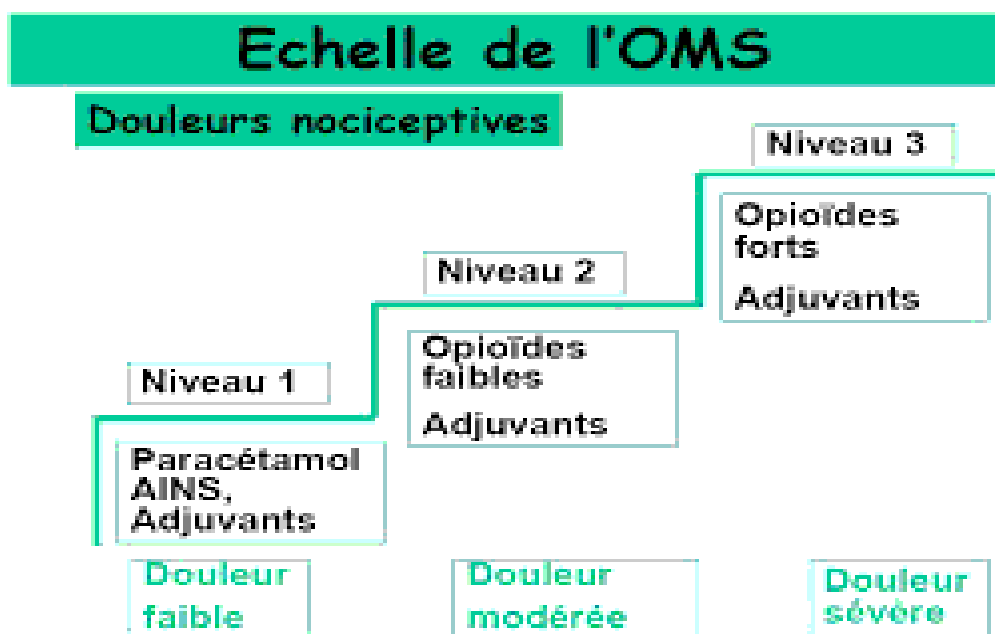 Echelle de l'OMS
Douleurs nociceptives
Niveau 3
Opioïdes
forts
Adjuvants
Niveau 2
Opioïdes
faibles
Adjuvants
Niveau 1
Paracétamol
AINS,
Adjuvants
Douleur
faible
Douleur
modérée
Douleur
sévère